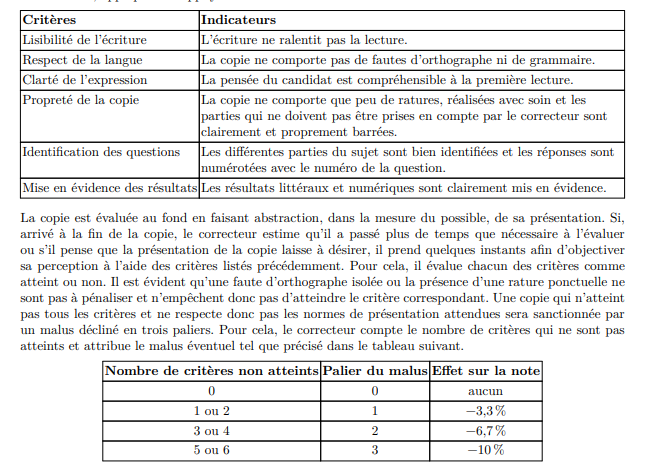 Critères Indicateurs
Lisibilité de l'écriture L'écriture ne ralentit pas la lecture.
Respect de la langue La copie ne comporte pas de fautes d'orthographe ni de grammaire.
Clarté de l'expression La pensée du candidat est compréhensible à la première lecture.
Propreté de la copie La copie ne comporte que peu de ratures, réalisées avec soin et les
parties qui ne doivent pas être prises en compte par le correcteur sont
clairement et proprement barrées.
Identification des questions Les différentes parties du sujet sont bien identifiées et les réponses sont
numérotées avec le numéro de la question.
Mise en évidence des résultats Les résultats littéraux et numériques sont clairement mis en évidence.
La copie est évaluée au fond en faisant abstraction, dans la mesure du possible, de sa présentation. Si,
arrivé à la fin de la copie, le correcteur estime qu'il a passé plus de temps que nécessaire à l'évaluer
ou s'il pense que la présentation de la copie laisse à désirer, il prend quelques instants afin d'objectiver
sa perception à l'aide des critères listés précédemment. Pour cela, il évalue chacun des critères comme
atteint ou non. Il est évident qu'une faute d'orthographe isolée ou la présence d'une rature ponctuelle ne
sont pas à pénaliser et n'empêchent donc pas d'atteindre le critère correspondant. Une copie qui n'atteint
pas tous les critères et ne respecte donc pas les normes de présentation attendues sera sanctionnée par
un malus décliné en trois paliers. Pour cela, le correcteur compte le nombre de critères qui ne sont pas
atteints et attribue le malus éventuel tel que précisé dans le tableau suivant.
Nombre de critères non atteints Palier du malus Effet sur la note
0 0 aucun
1 ou 2 1 −3,3 %
3 ou 4 2 −6,7 %
5 ou 6 3 −10 %